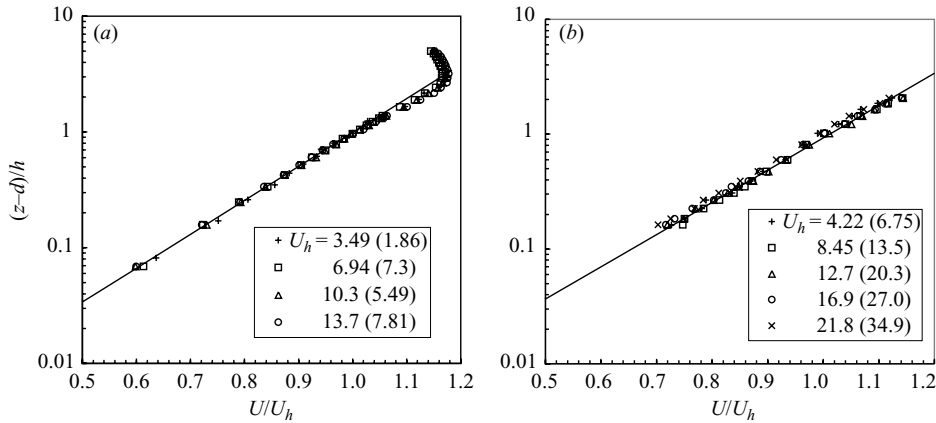 (a)
10
1
0.1
0.01
(z–d)/h
0.5 0.6 0.7 0.8 0.9 1.0 1.1 1.2
U/U_h
U_h = 3.49 (1.86)
6.94 (7.3)
10.3 (5.49)
13.7 (7.81)
(b)
10
1
0.1
0.01
0.5 0.6 0.7 0.8 0.9 1.0 1.1 1.2
U/U_h
U_h = 4.22 (6.75)
8.45 (13.5)
12.7 (20.3)
16.9 (27.0)
21.8 (34.9)